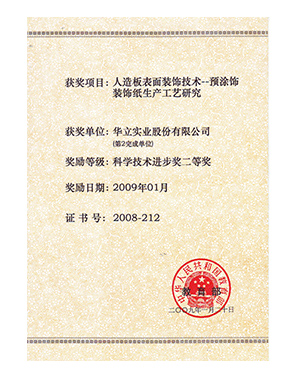 获奖项目：人造板表面装饰技术--预涂饰
装饰纸生产工艺研究
获奖单位：华立实业股份有限公司
(第2完成单位)
奖励等级：科学技术进步奖二等奖
奖励日期：2009年01月
证书号：2008-212
中华人民共和国教育部
教育部
二〇〇九年一月二十日